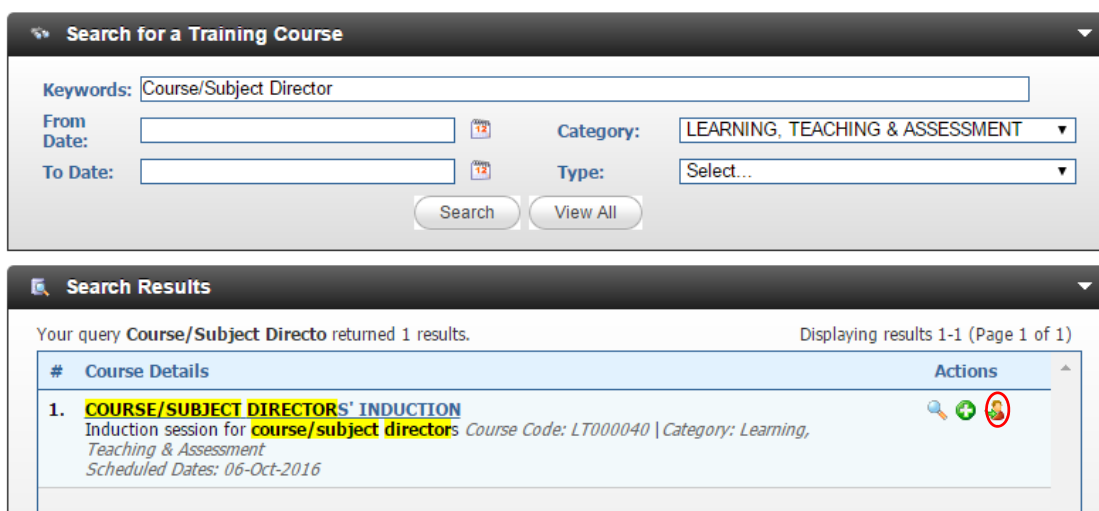 Search for a Training Course
Keywords: Course/Subject Director
From
Date:
12
Category: LEARNING, TEACHING & ASSESSMENT
To Date:
12
Type: Select...
Search View All
Search Results
Your query Course/Subject Directo returned 1 results. Displaying results 1-1 (Page 1 of 1)
# Course Details Actions
1. COURSE/SUBJECT DIRECTORS' INDUCTION
Induction session for course/subject directors Course Code: LT000040 | Category: Learning,
Teaching & Assessment
Scheduled Dates: 06-Oct-2016